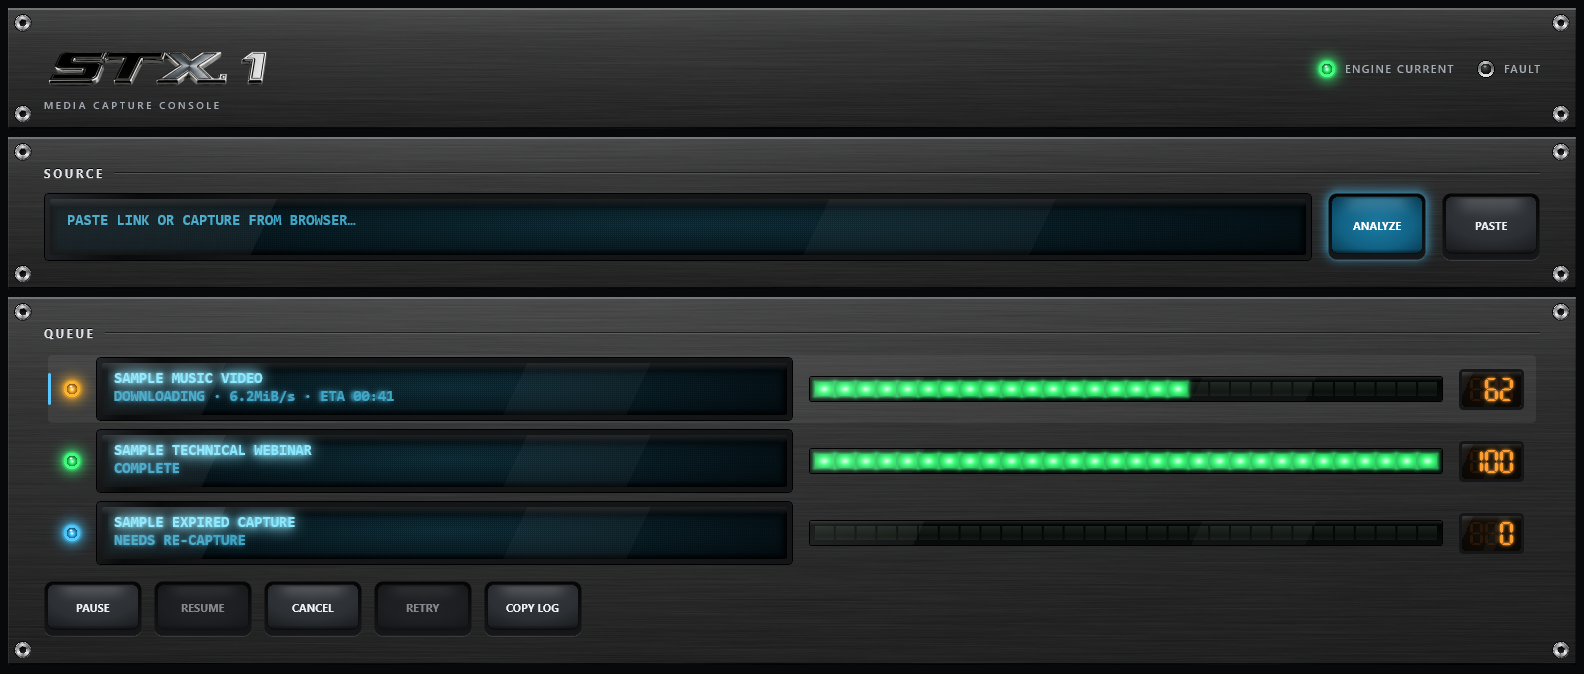 STX.1
MEDIA CAPTURE CONSOLE
ENGINE CURRENT
FAULT
SOURCE
PASTE LINK OR CAPTURE FROM BROWSER…
ANALYZE
PASTE
QUEUE
SAMPLE MUSIC VIDEO
DOWNLOADING · 6.2MiB/s · ETA 00:41
62
SAMPLE TECHNICAL WEBINAR
COMPLETE
100
SAMPLE EXPIRED CAPTURE
NEEDS RE-CAPTURE
0
PAUSE
RESUME
CANCEL
RETRY
COPY LOG